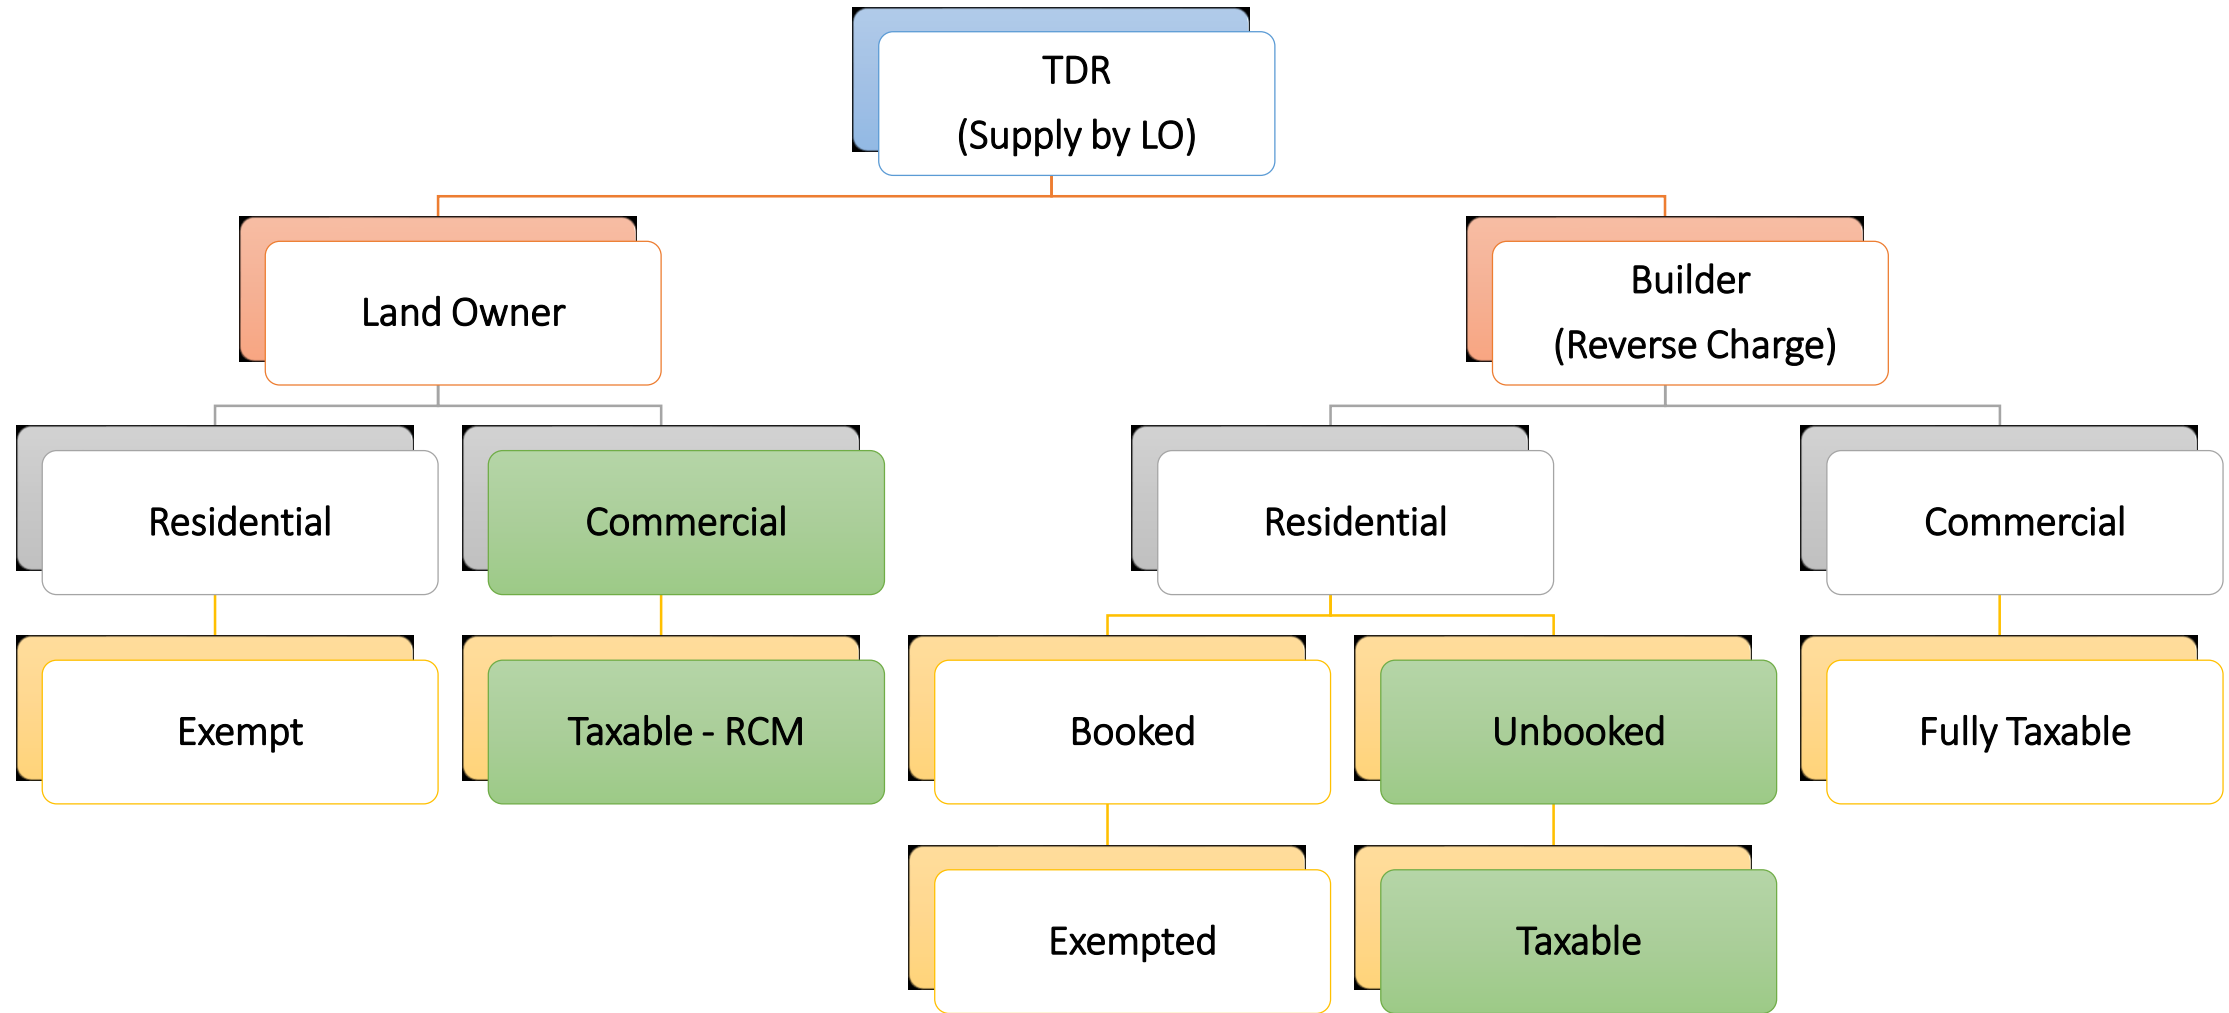 TDR
(Supply by LO)
Land Owner
Builder
(Reverse Charge)
Residential
Commercial
Residential
Commercial
Exempt
Taxable - RCM
Booked
Unbooked
Fully Taxable
Exempted
Taxable